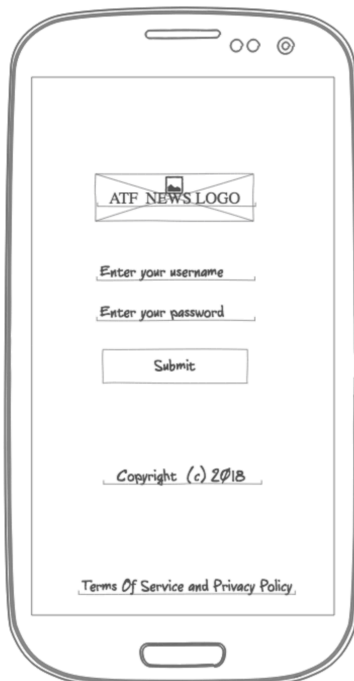 ATF NEWS LOGO
Enter your username
Enter your password
Submit
Copyright (c) 2018
Terms Of Service and Privacy Policy